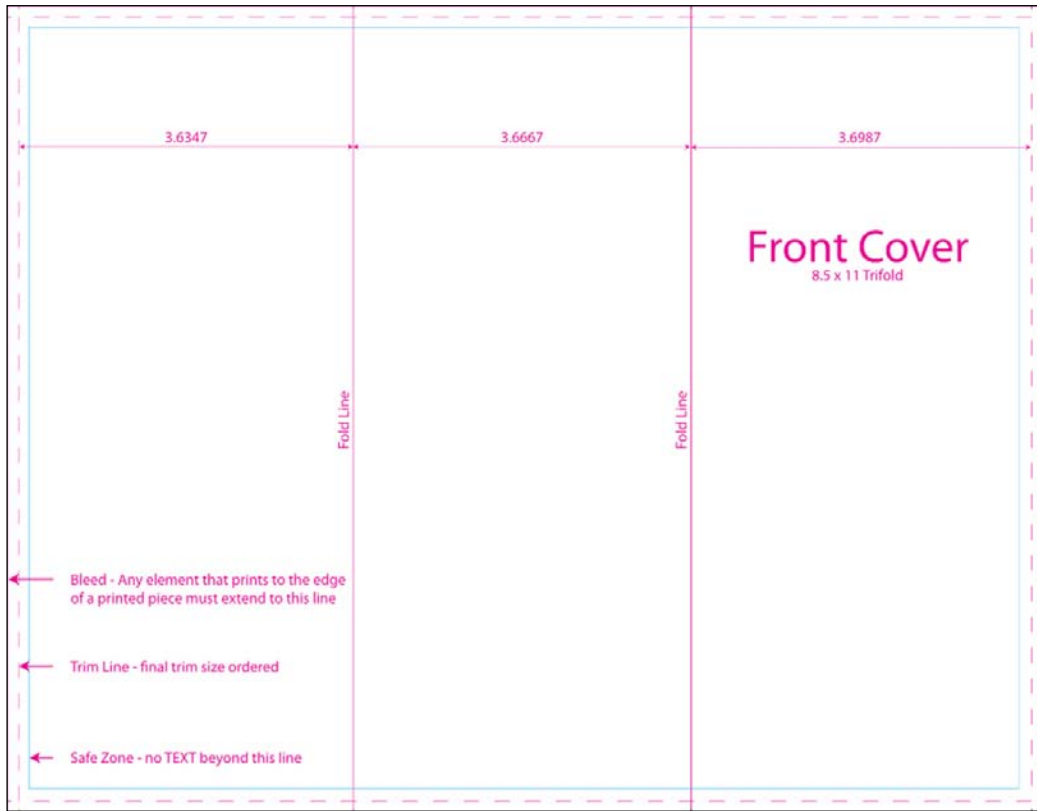 3.6347
3.6667
3.6987
Front Cover
8.5 x 11 Trifold
Fold Line
Fold Line
Bleed - Any element that prints to the edge
of a printed piece must extend to this line
Trim Line - final trim size ordered
Safe Zone - no TEXT beyond this line